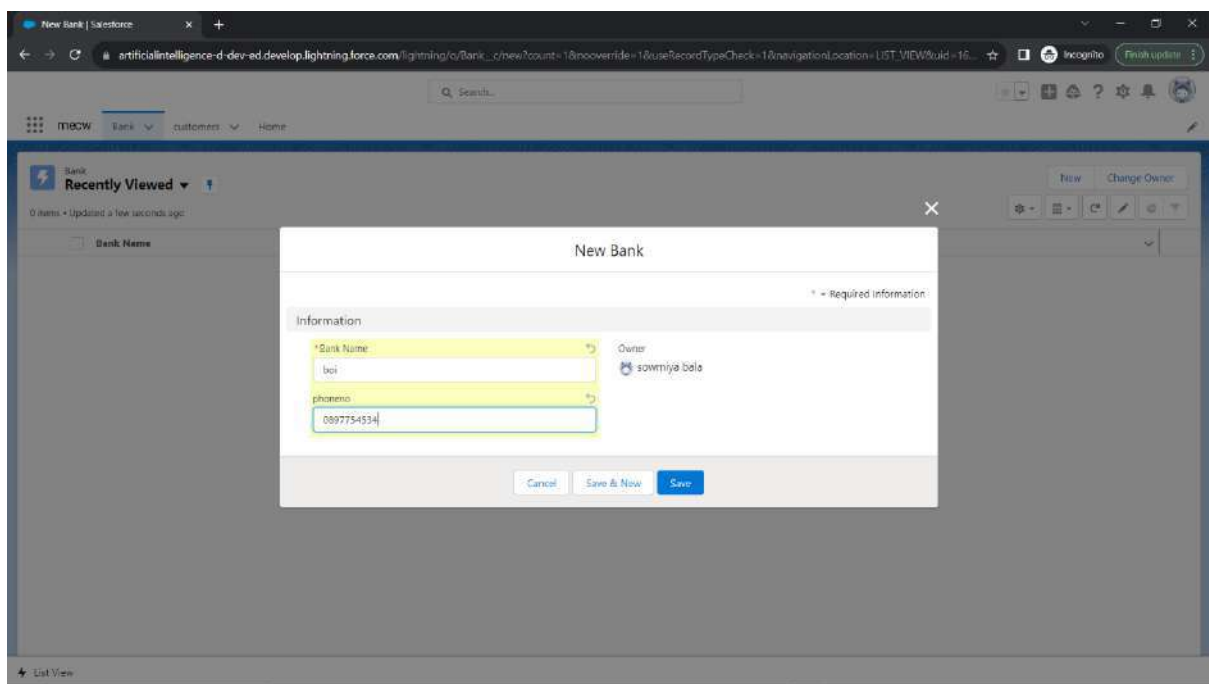 New Bank | Salesforce
artificialintelligence-d-dev-ed.develop.lightning.force.com/lightning/o/Bank__c/new?count=1&nooverride=1&useRecordTypeCheck=1&navigationLocation=LIST_VIEW&uid=16...
Incognito
Finish update
Search...
meow Bank customers Home
Bank
Recently Viewed
New Change Owner
0 items • Updated a few seconds ago
Bank Name
New Bank
* = Required Information
Information
*Bank Name
boi
Owner
sowmiya bala
phoneno
0897754534
Cancel Save & New Save
List View